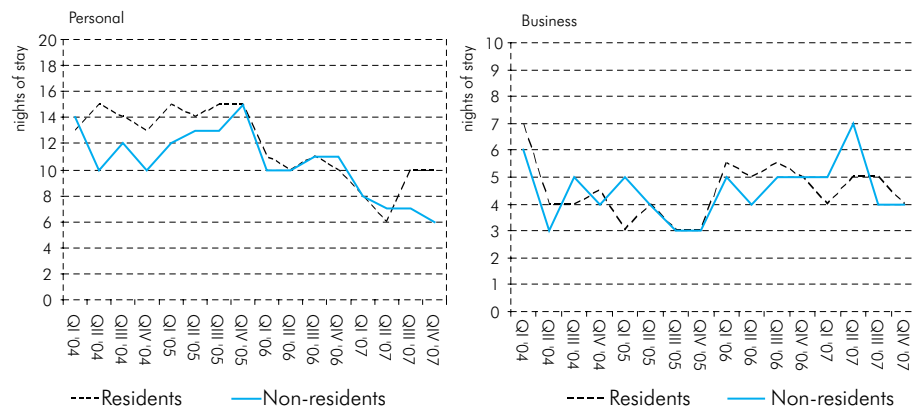 Personal
nights of stay
20
18
16
14
12
10
8
6
4
2
0
QI '04
QII '04
QIII '04
QIV '04
QI '05
QII '05
QIII '05
QIV '05
QI '06
QII '06
QIII '06
QIV '06
QI '07
QII '07
QIII '07
QIV '07
Residents
Non-residents
Business
nights of stay
10
9
8
7
6
5
4
3
2
1
0
QI '04
QII '04
QIII '04
QIV '04
QI '05
QII '05
QIII '05
QIV '05
QI '06
QII '06
QIII '06
QIV '06
QI '07
QII '07
QIII '07
QIV '07
Residents
Non-residents